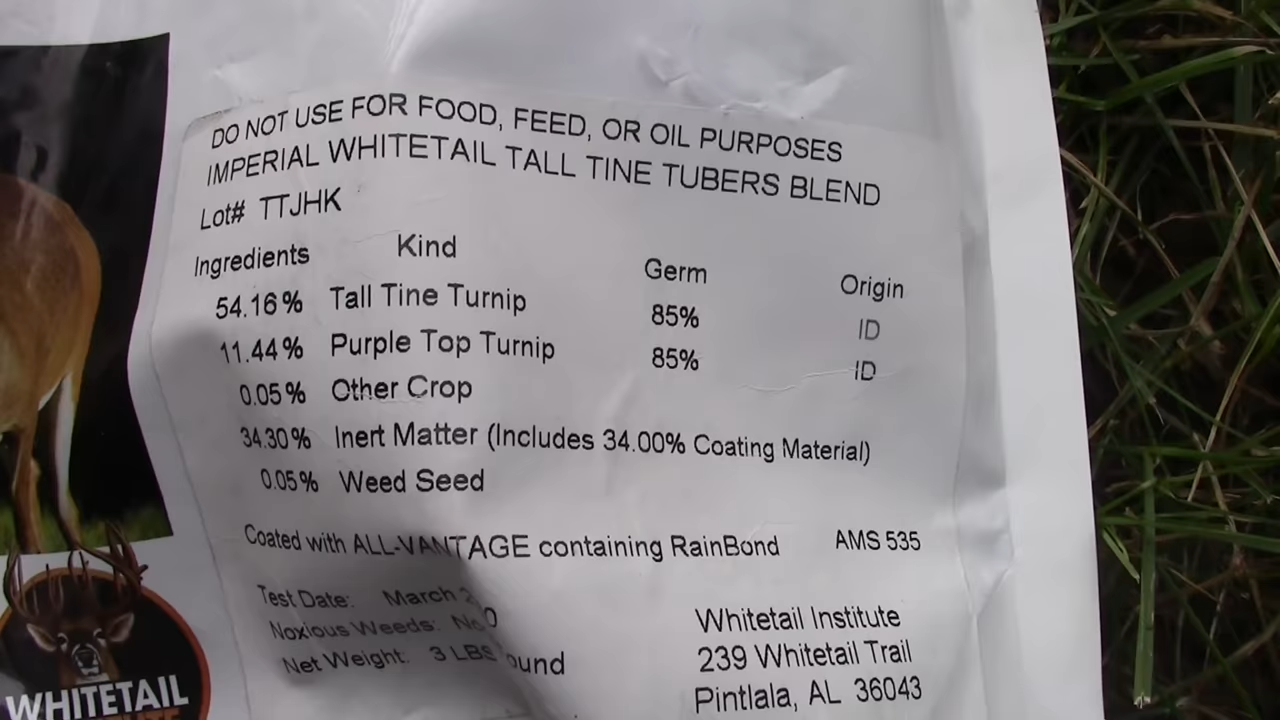 DO NOT USE FOR FOOD, FEED, OR OIL PURPOSES
IMPERIAL WHITETAIL TALL TINE TUBERS BLEND
Lot# TTJHK
Ingredients Kind Germ Origin
54.16% Tall Tine Turnip 85% ID
11.44% Purple Top Turnip 85% ID
0.05% Other Crop
34.30% Inert Matter (Includes 34.00% Coating Material)
0.05% Weed Seed
Coated with ALL-VANTAGE containing RainBond AMS 535
Test Date: March
Noxious Weeds:
Net Weight: 3 LBS
Whitetail Institute
239 Whitetail Trail
Pintlala, AL 36043
WHITETAIL